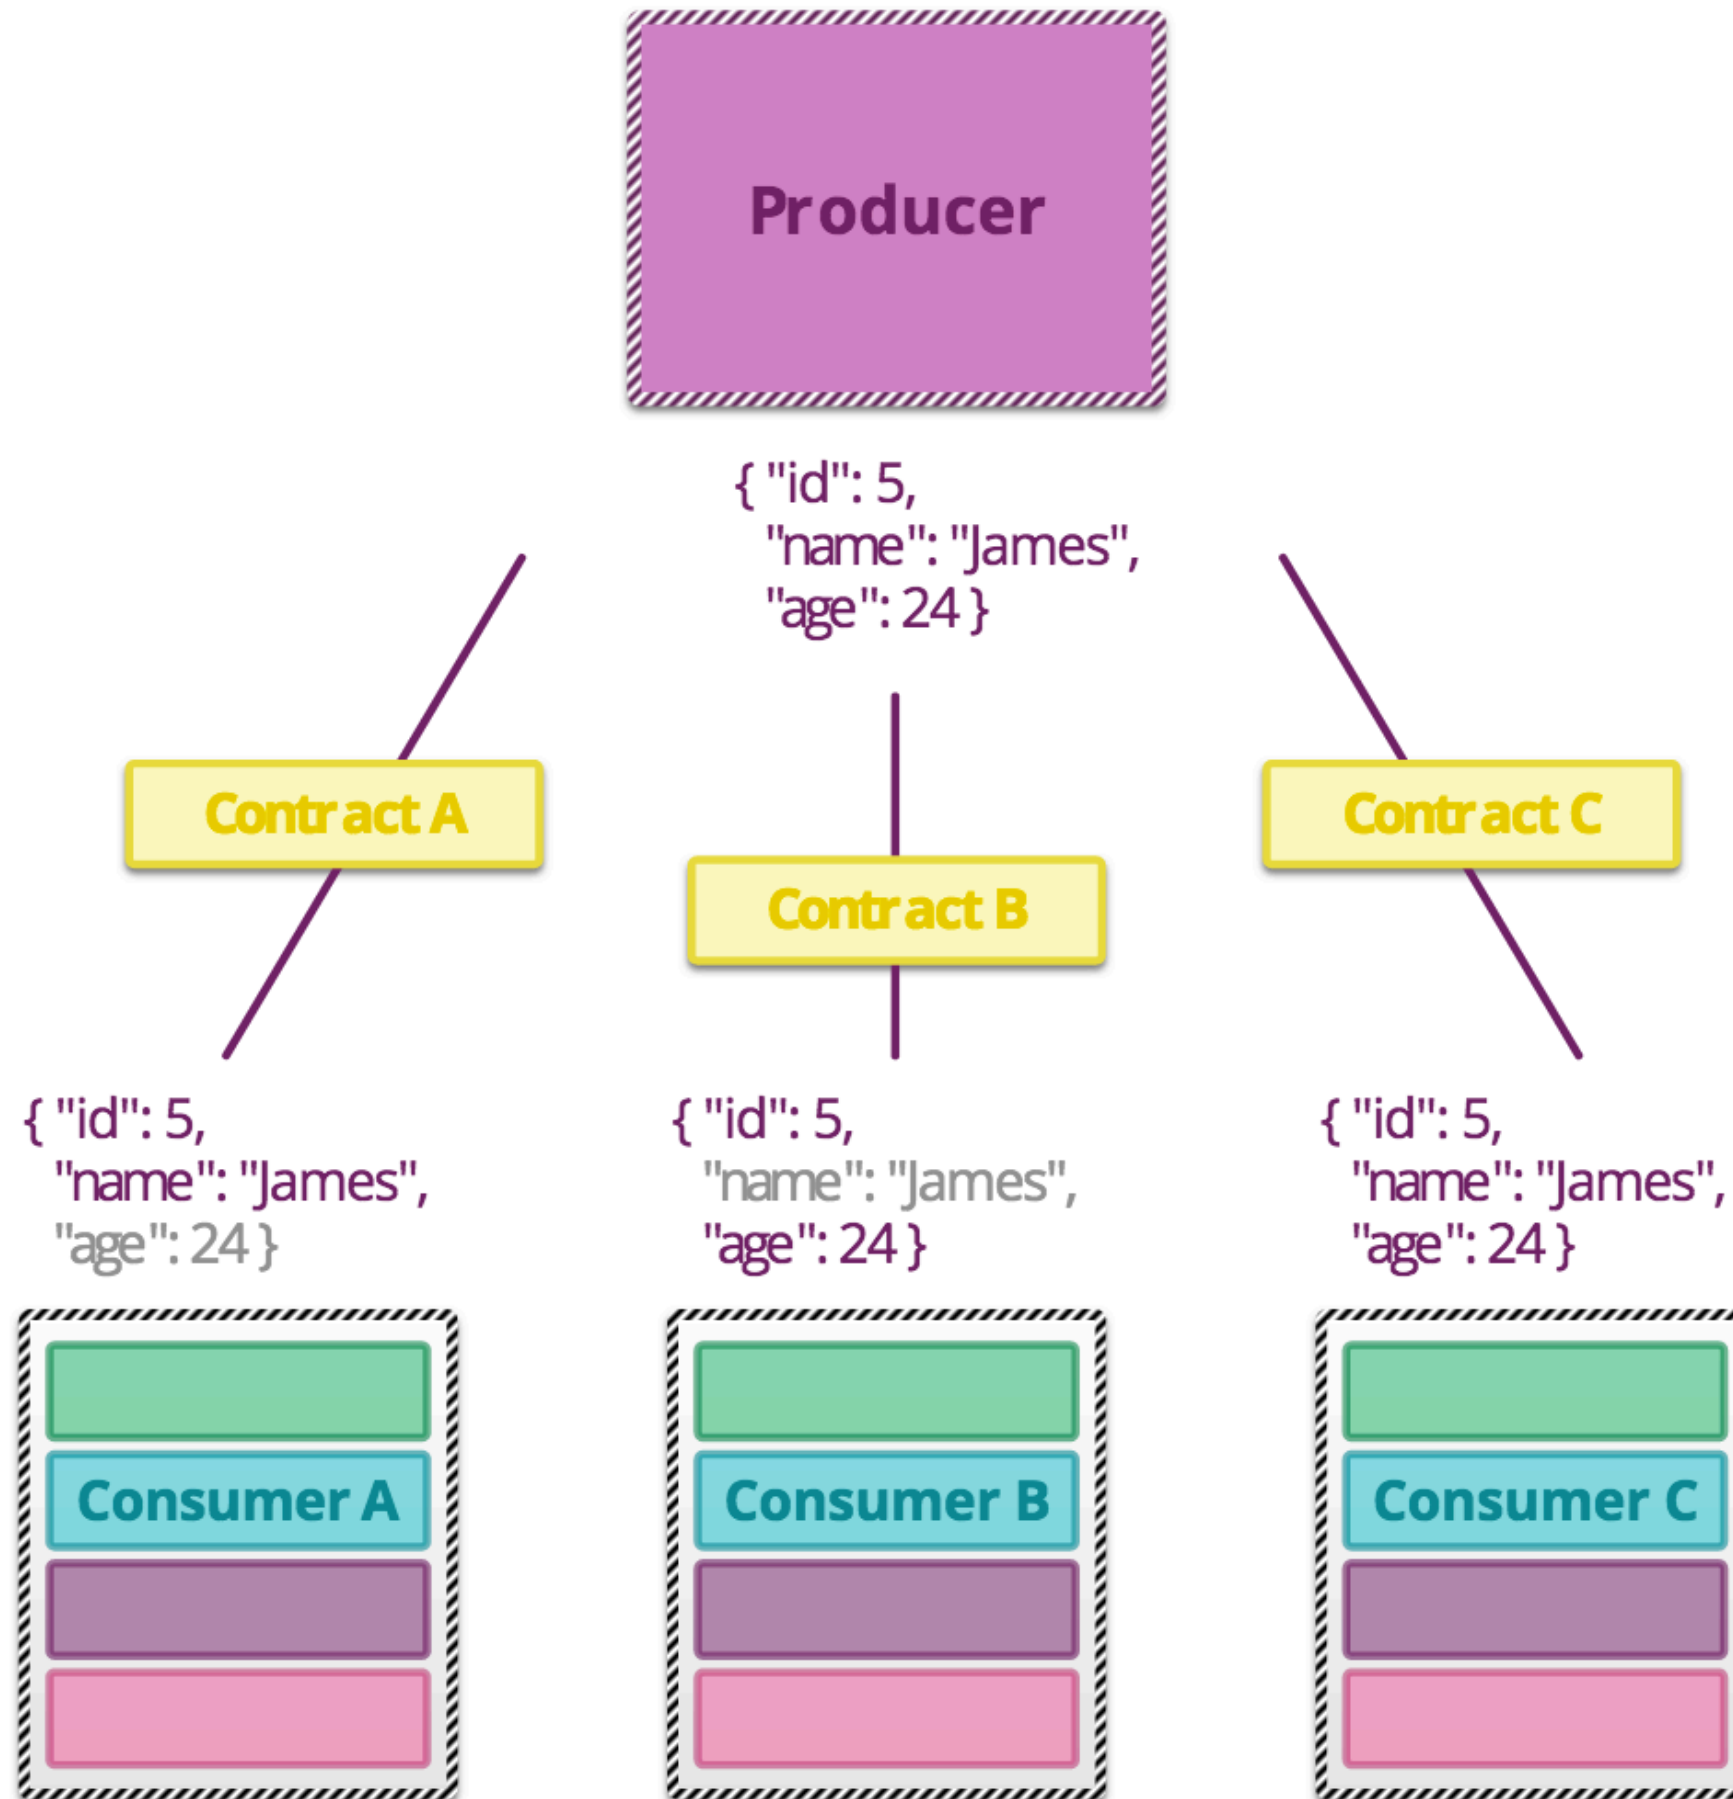 Producer
{ "id": 5,
"name": "James",
"age": 24 }
Contract A
Contract B
Contract C
{ "id": 5,
"name": "James",
"age": 24 }
{ "id": 5,
"name": "James",
"age": 24 }
{ "id": 5,
"name": "James",
"age": 24 }
Consumer A
Consumer B
Consumer C